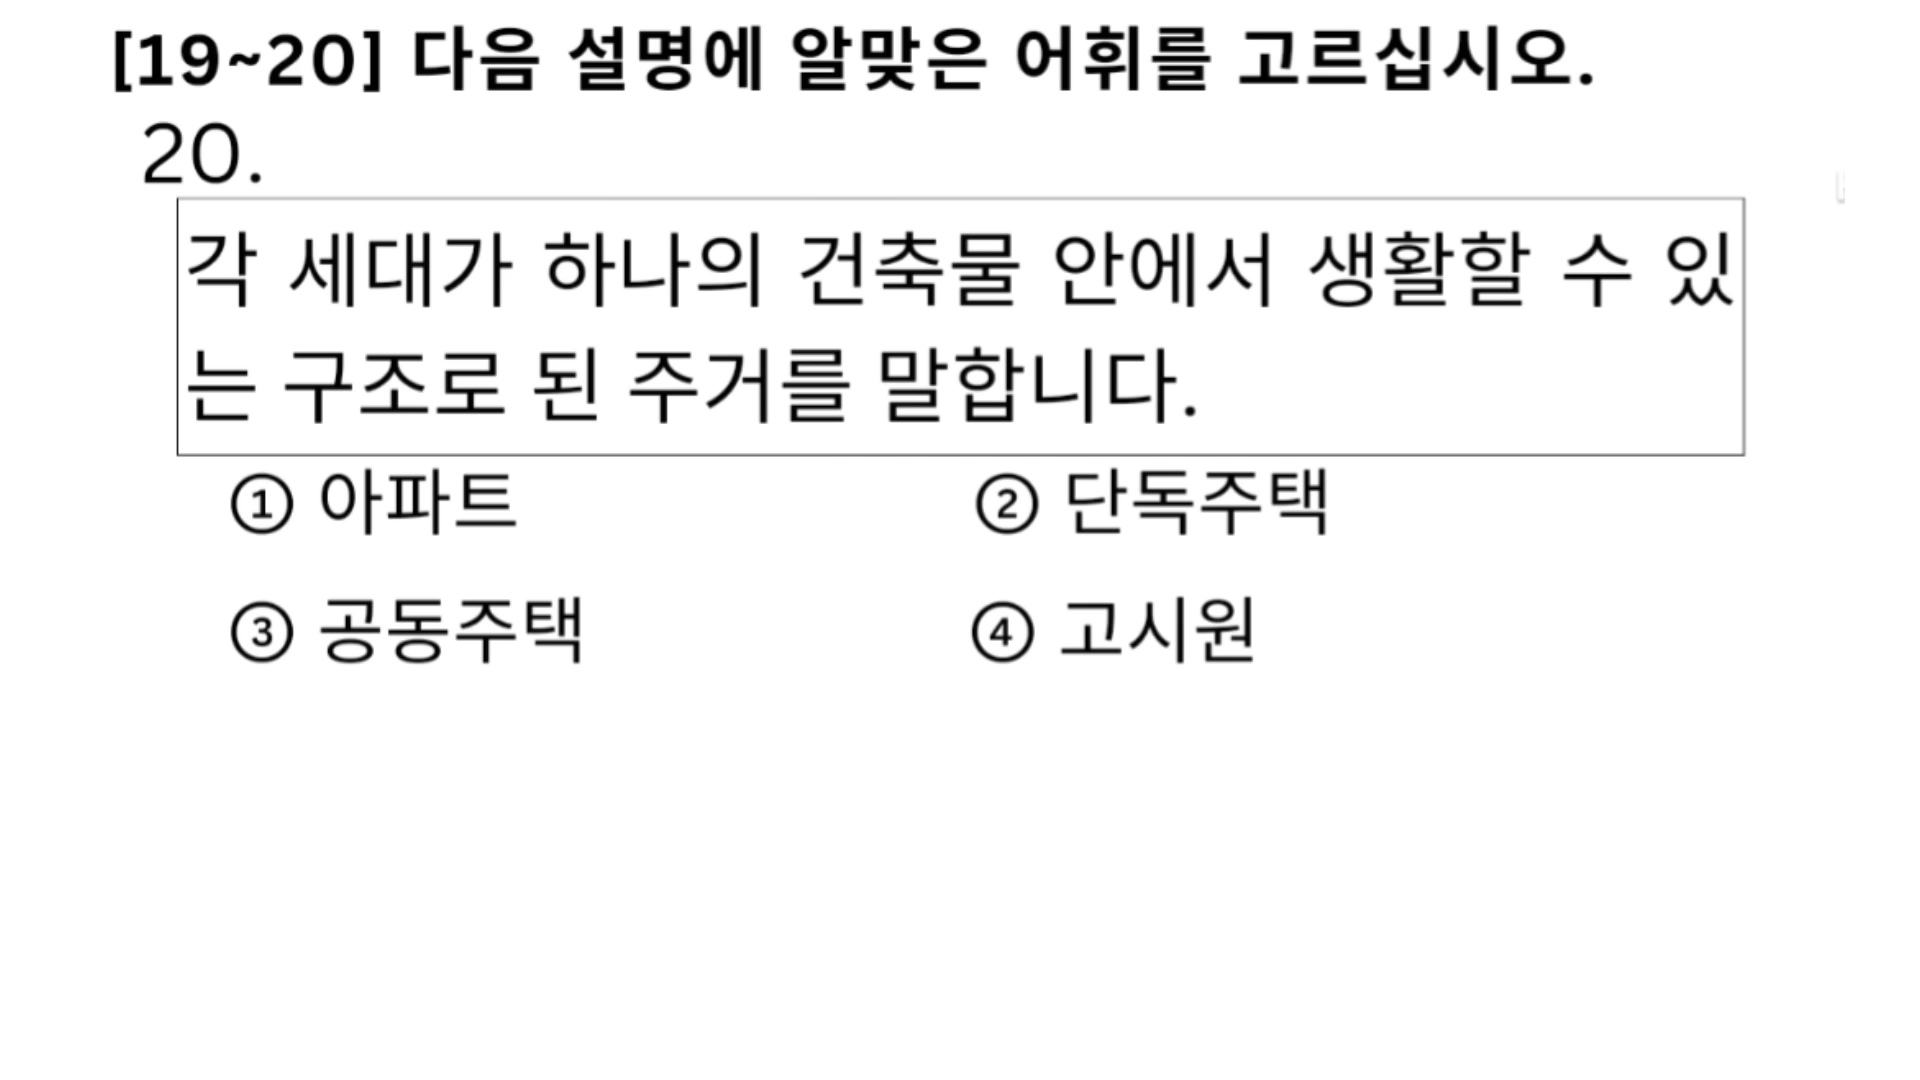 [19~20] 다음 설명에 알맞은 어휘를 고르십시오.
20.
각 세대가 하나의 건축물 안에서 생활할 수 있
는 구조로 된 주거를 말합니다.
① 아파트 ② 단독주택
③ 공동주택 ④ 고시원